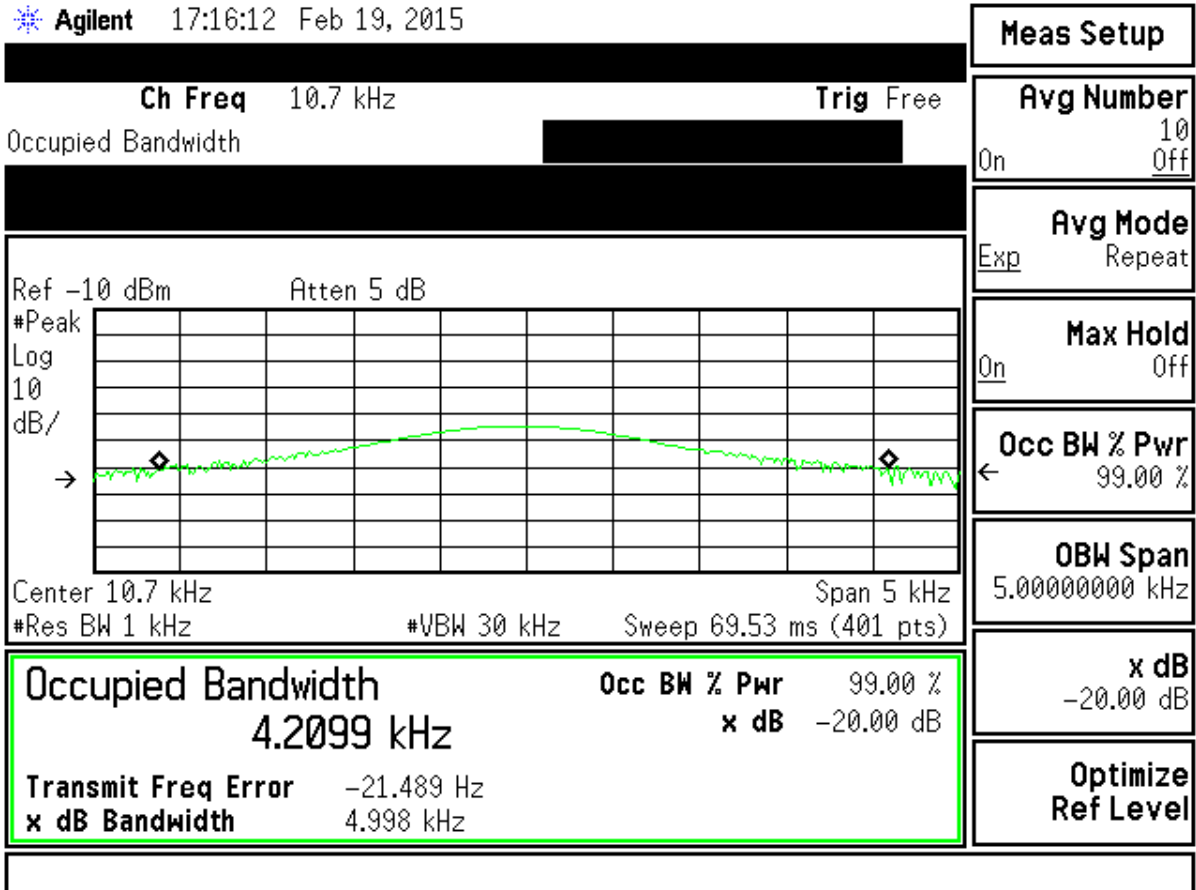 Agilent 17:16:12 Feb 19, 2015
Ch Freq 10.7 kHz Trig Free
Occupied Bandwidth
Ref -10 dBm Atten 5 dB
#Peak
Log
10
dB/
Center 10.7 kHz Span 5 kHz
#Res BW 1 kHz #VBW 30 kHz Sweep 69.53 ms (401 pts)
Occupied Bandwidth Occ BW % Pwr 99.00 %
4.2099 kHz x dB -20.00 dB
Transmit Freq Error -21.489 Hz
x dB Bandwidth 4.998 kHz
Meas Setup
Avg Number
10
On Off
Avg Mode
Exp Repeat
Max Hold
On Off
Occ BW % Pwr
99.00 %
OBW Span
5.00000000 kHz
x dB
-20.00 dB
Optimize
Ref Level